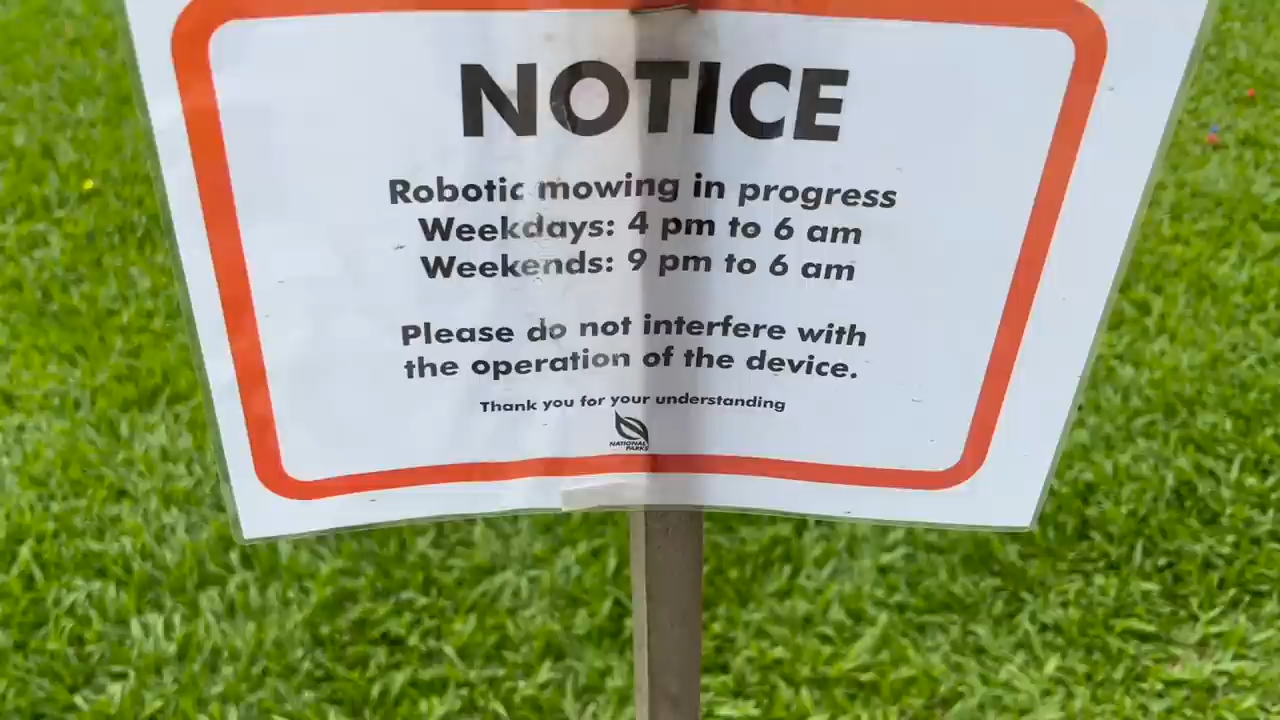 NOTICE
Robotic mowing in progress
Weekdays: 4 pm to 6 am
Weekends: 9 pm to 6 am
Please do not interfere with
the operation of the device.
Thank you for your understanding
NATIONAL
PARKS